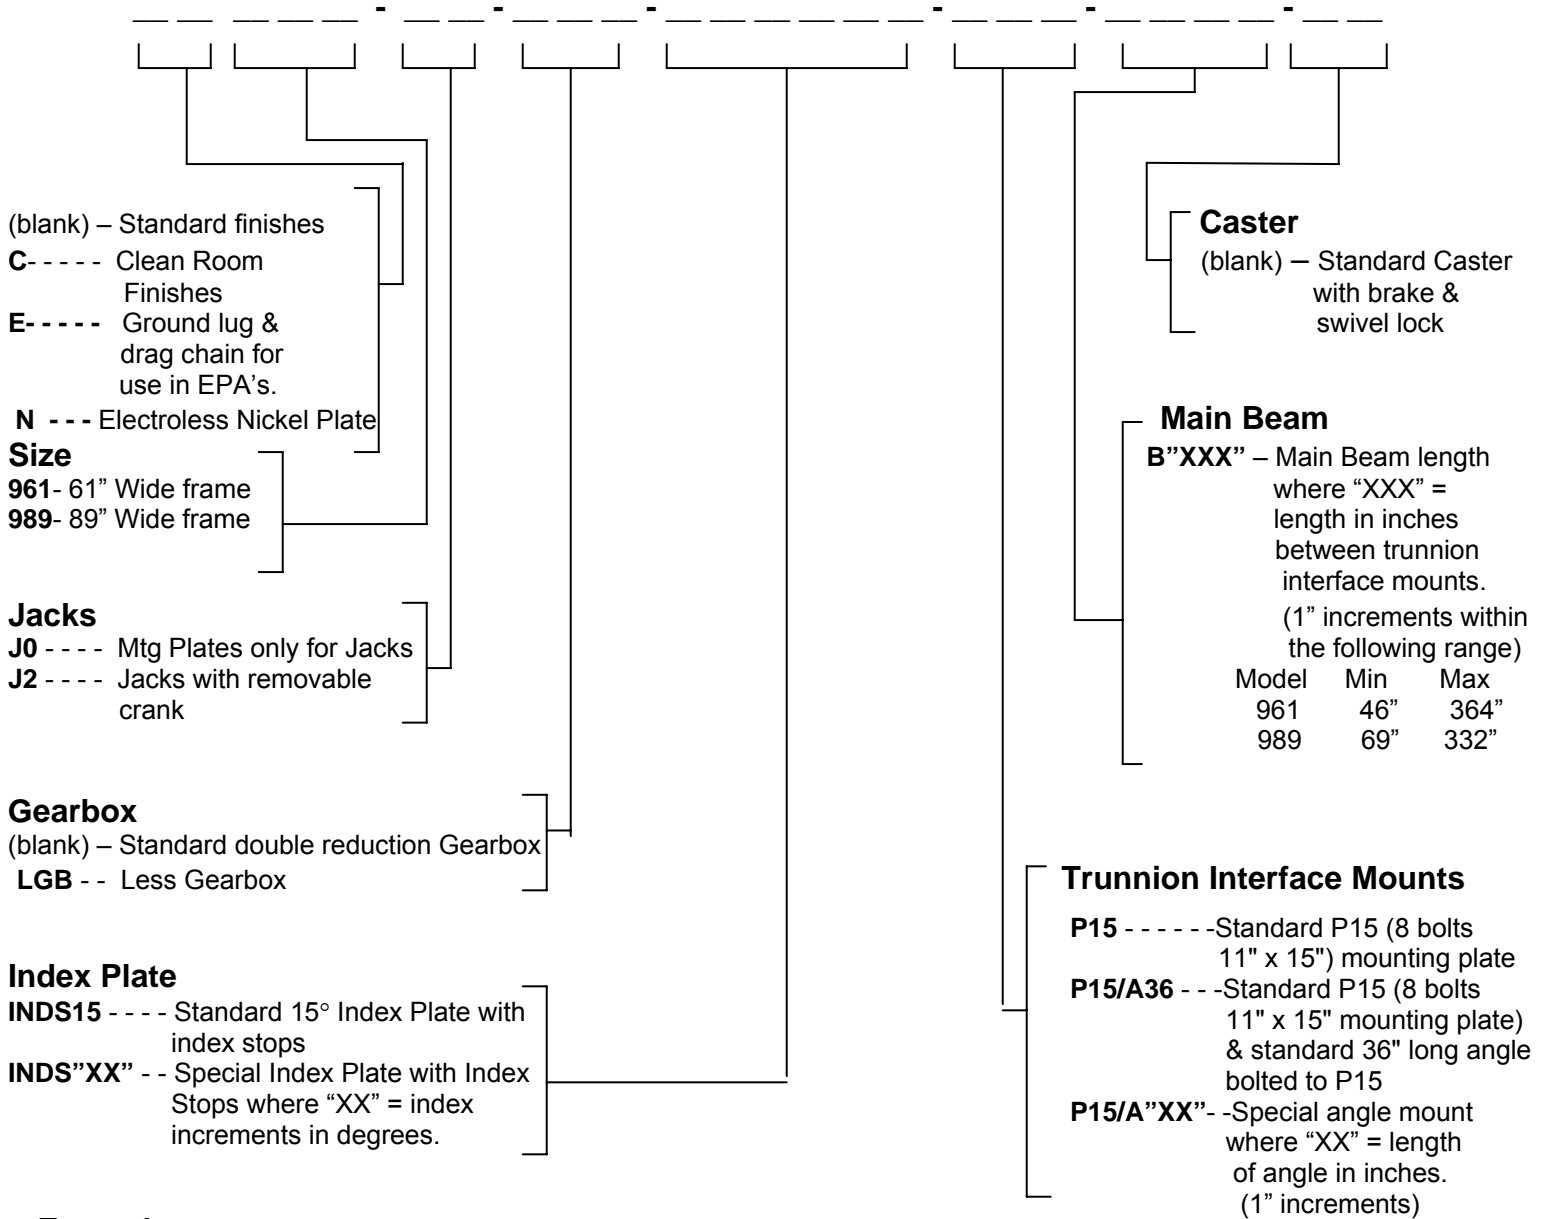 __ __ __ __ __ - __ __ - __ __ __ - __ __ __ __ __ __ - __ __ __ - __ __ __ __ - __ __
(blank) – Standard finishes
C- - - - - Clean Room
Finishes
E- - - - - Ground lug &
drag chain for
use in EPA’s.
N - - - Electroless Nickel Plate
Size
961- 61” Wide frame
989- 89” Wide frame
Jacks
J0 - - - - Mtg Plates only for Jacks
J2 - - - - Jacks with removable
crank
Gearbox
(blank) – Standard double reduction Gearbox
LGB - - Less Gearbox
Index Plate
INDS15 - - - - Standard 15° Index Plate with
index stops
INDS”XX” - - Special Index Plate with Index
Stops where “XX” = index
increments in degrees.
Caster
(blank) – Standard Caster
with brake &
swivel lock
Main Beam
B”XXX” – Main Beam length
where “XXX” =
length in inches
between trunnion
interface mounts.
(1” increments within
the following range)
Model Min Max
961 46” 364”
989 69” 332”
Trunnion Interface Mounts
P15 - - - - - -Standard P15 (8 bolts
11" x 15") mounting plate
P15/A36 - - -Standard P15 (8 bolts
11" x 15" mounting plate)
& standard 36" long angle
bolted to P15
P15/A”XX”- -Special angle mount
where “XX” = length
of angle in inches.
(1” increments)